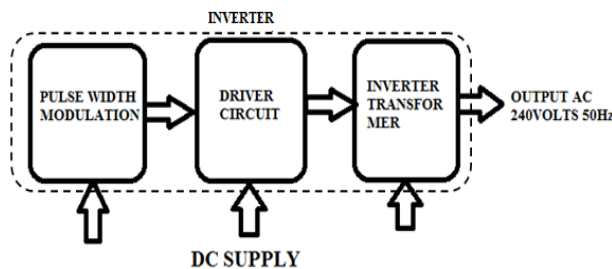 INVERTER
PULSE WIDTH
MODULATION
DRIVER
CIRCUIT
INVERTER
TRANSFOR
MER
OUTPUT AC
240VOLTS 50Hz
DC SUPPLY